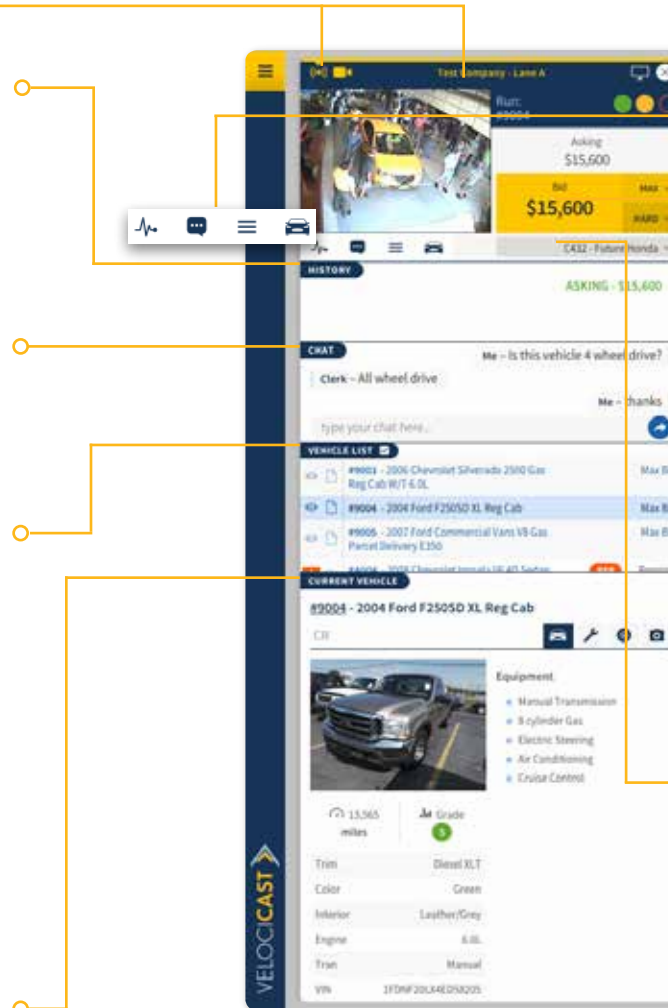 Test Company - Lane A
Run:
#9004
Asking
$15,600
Bid
$15,600
MAX
HARD
C432 - Future Honda
HISTORY
ASKING - $15,600
CHAT
Me - Is this vehicle 4 wheel drive?
Clerk - All wheel drive
Me - thanks
type your chat here..
VEHICLE LIST
#9003 - 2006 Chevrolet Silverado 2500 Gas
Reg Cab W/T 6.0L
Max B
#9004 - 2004 Ford F250SD XL Reg Cab
Max B
#9005 - 2007 Ford Commercial Vans V8 Gas
Parcel Delivery E350
Max B
CURRENT VEHICLE
#9004 - 2004 Ford F250SD XL Reg Cab
CR
Equipment
Manual Transmission
8 cylinder Gas
Electric Steering
Air Conditioning
Cruise Control
13,565
miles
Grade
5
Trim Diesel XLT
Color Green
Interior Leather/Grey
Engine 6.0L
Tran Manual
VIN
VELOCICAST